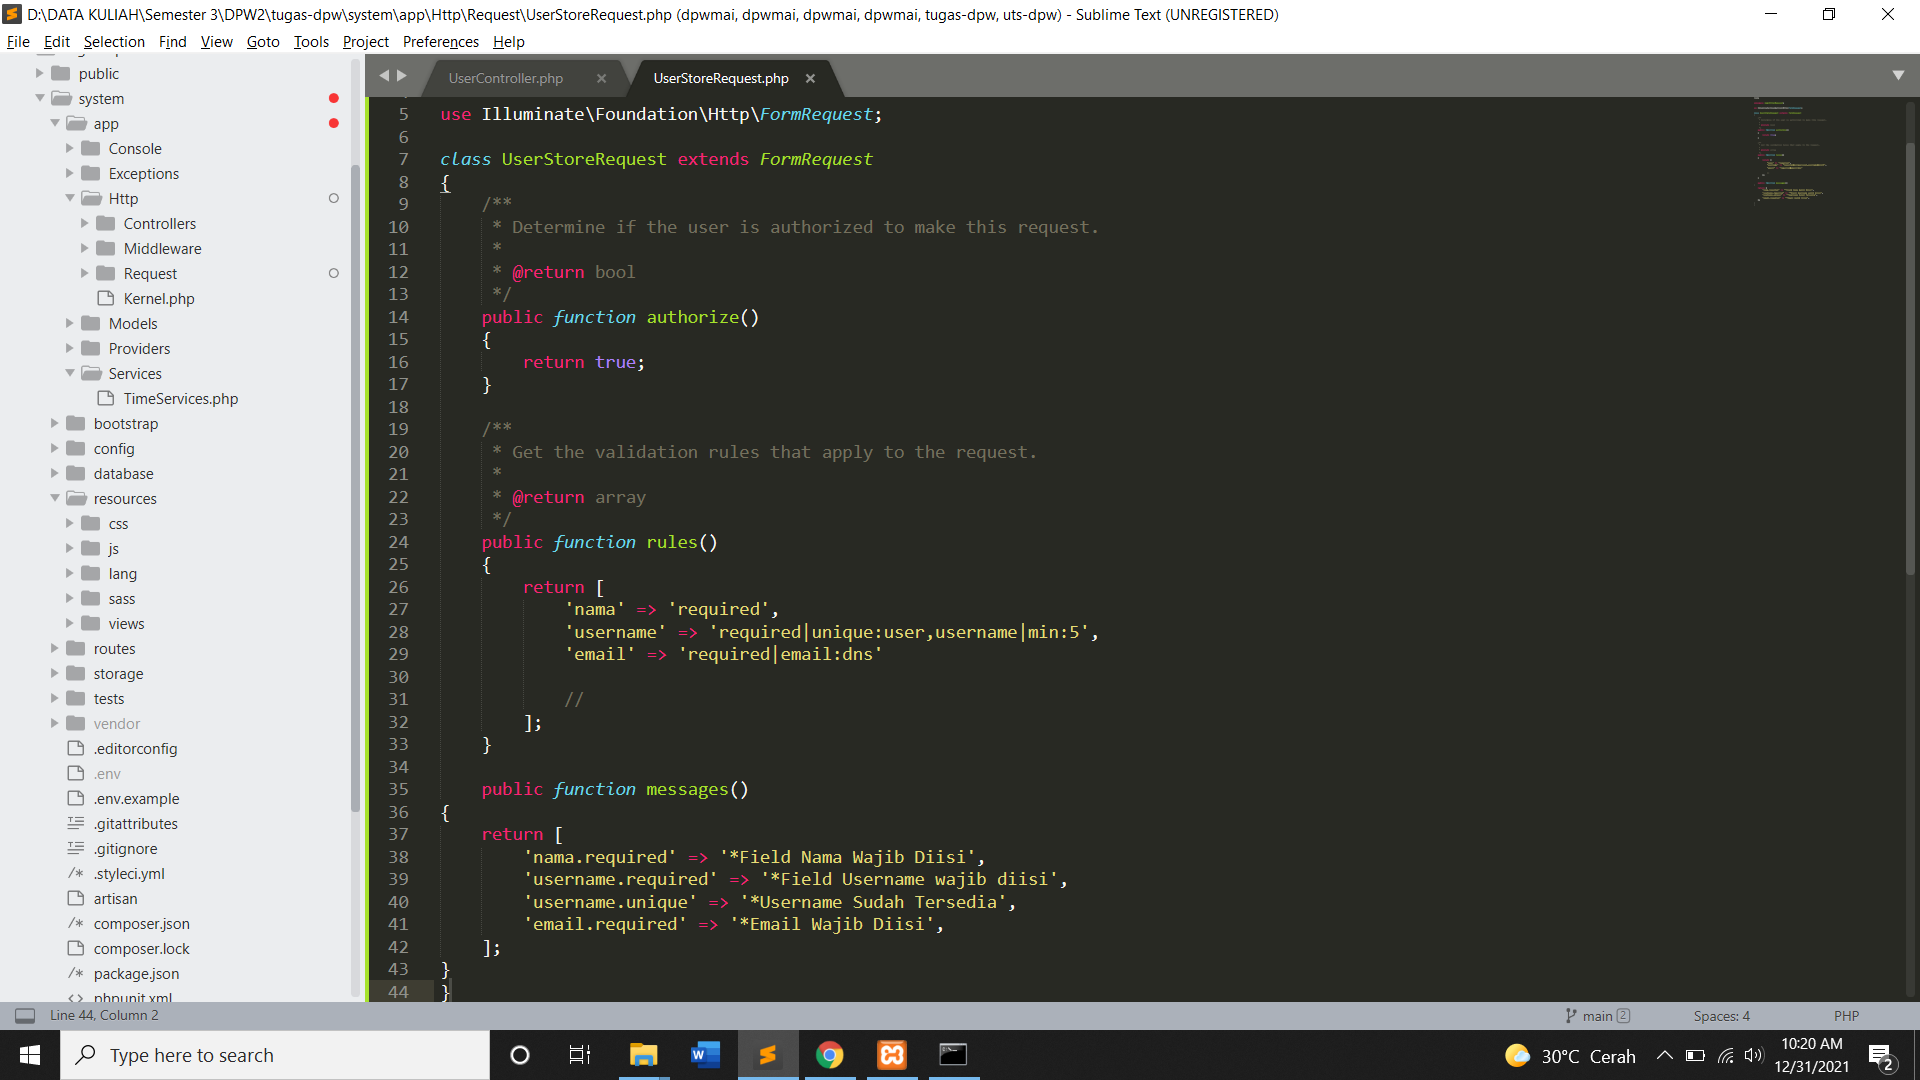 D:\DATA KULIAH\Semester 3\DPW2\tugas-dpw\system\app\Http\Request\UserStoreRequest.php (dpwmai, dpwmai, dpwmai, dpwmai, tugas-dpw, uts-dpw) - Sublime Text (UNREGISTERED)
File Edit Selection Find View Goto Tools Project Preferences Help
public
system
app
Console
Exceptions
Http
Controllers
Middleware
Request
Kernel.php
Models
Providers
Services
TimeServices.php
bootstrap
config
database
resources
css
js
lang
sass
views
routes
storage
tests
vendor
.editorconfig
.env
.env.example
.gitattributes
.gitignore
.styleci.yml
artisan
composer.json
composer.lock
package.json
phpunit.xml
UserController.php UserStoreRequest.php
5 use Illuminate\Foundation\Http\FormRequest;
6
7 class UserStoreRequest extends FormRequest
8 {
9 /**
10 * Determine if the user is authorized to make this request.
11 *
12 * @return bool
13 */
14 public function authorize()
15 {
16 return true;
17 }
18
19 /**
20 * Get the validation rules that apply to the request.
21 *
22 * @return array
23 */
24 public function rules()
25 {
26 return [
27 'nama' => 'required',
28 'username' => 'required|unique:user,username|min:5',
29 'email' => 'required|email:dns'
30
31 //
32 ];
33 }
34
35 public function messages()
36 {
37 return [
38 'nama.required' => '*Field Nama Wajib Diisi',
39 'username.required' => '*Field Username wajib diisi',
40 'username.unique' => '*Username Sudah Tersedia',
41 'email.required' => '*Email Wajib Diisi',
42 ];
43 }
44 }
Line 44, Column 2
main 2 Spaces: 4 PHP
Type here to search
30°C Cerah
10:20 AM
12/31/2021
2